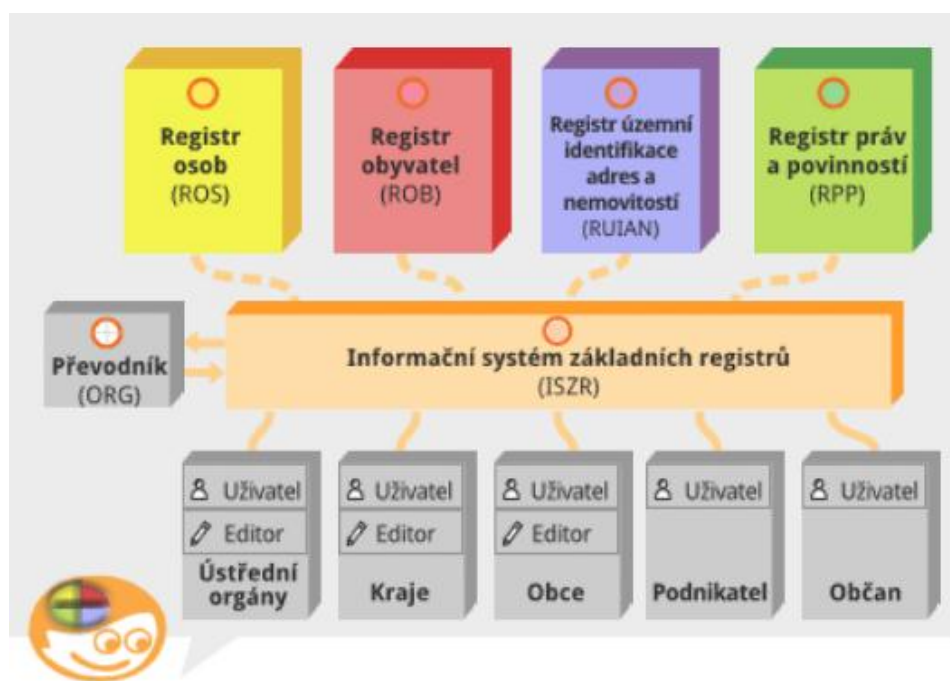 Registr
osob
(ROS)
Registr
obyvatel
(ROB)
Registr územní
identifikace
adres a
nemovitostí
(RUIAN)
Registr práv
a povinností
(RPP)
Převodník
(ORG)
Informační systém základních registrů
(ISZR)
Uživatel
Editor
Ústřední
orgány
Uživatel
Editor
Kraje
Uživatel
Editor
Obce
Uživatel
Podnikatel
Uživatel
Občan